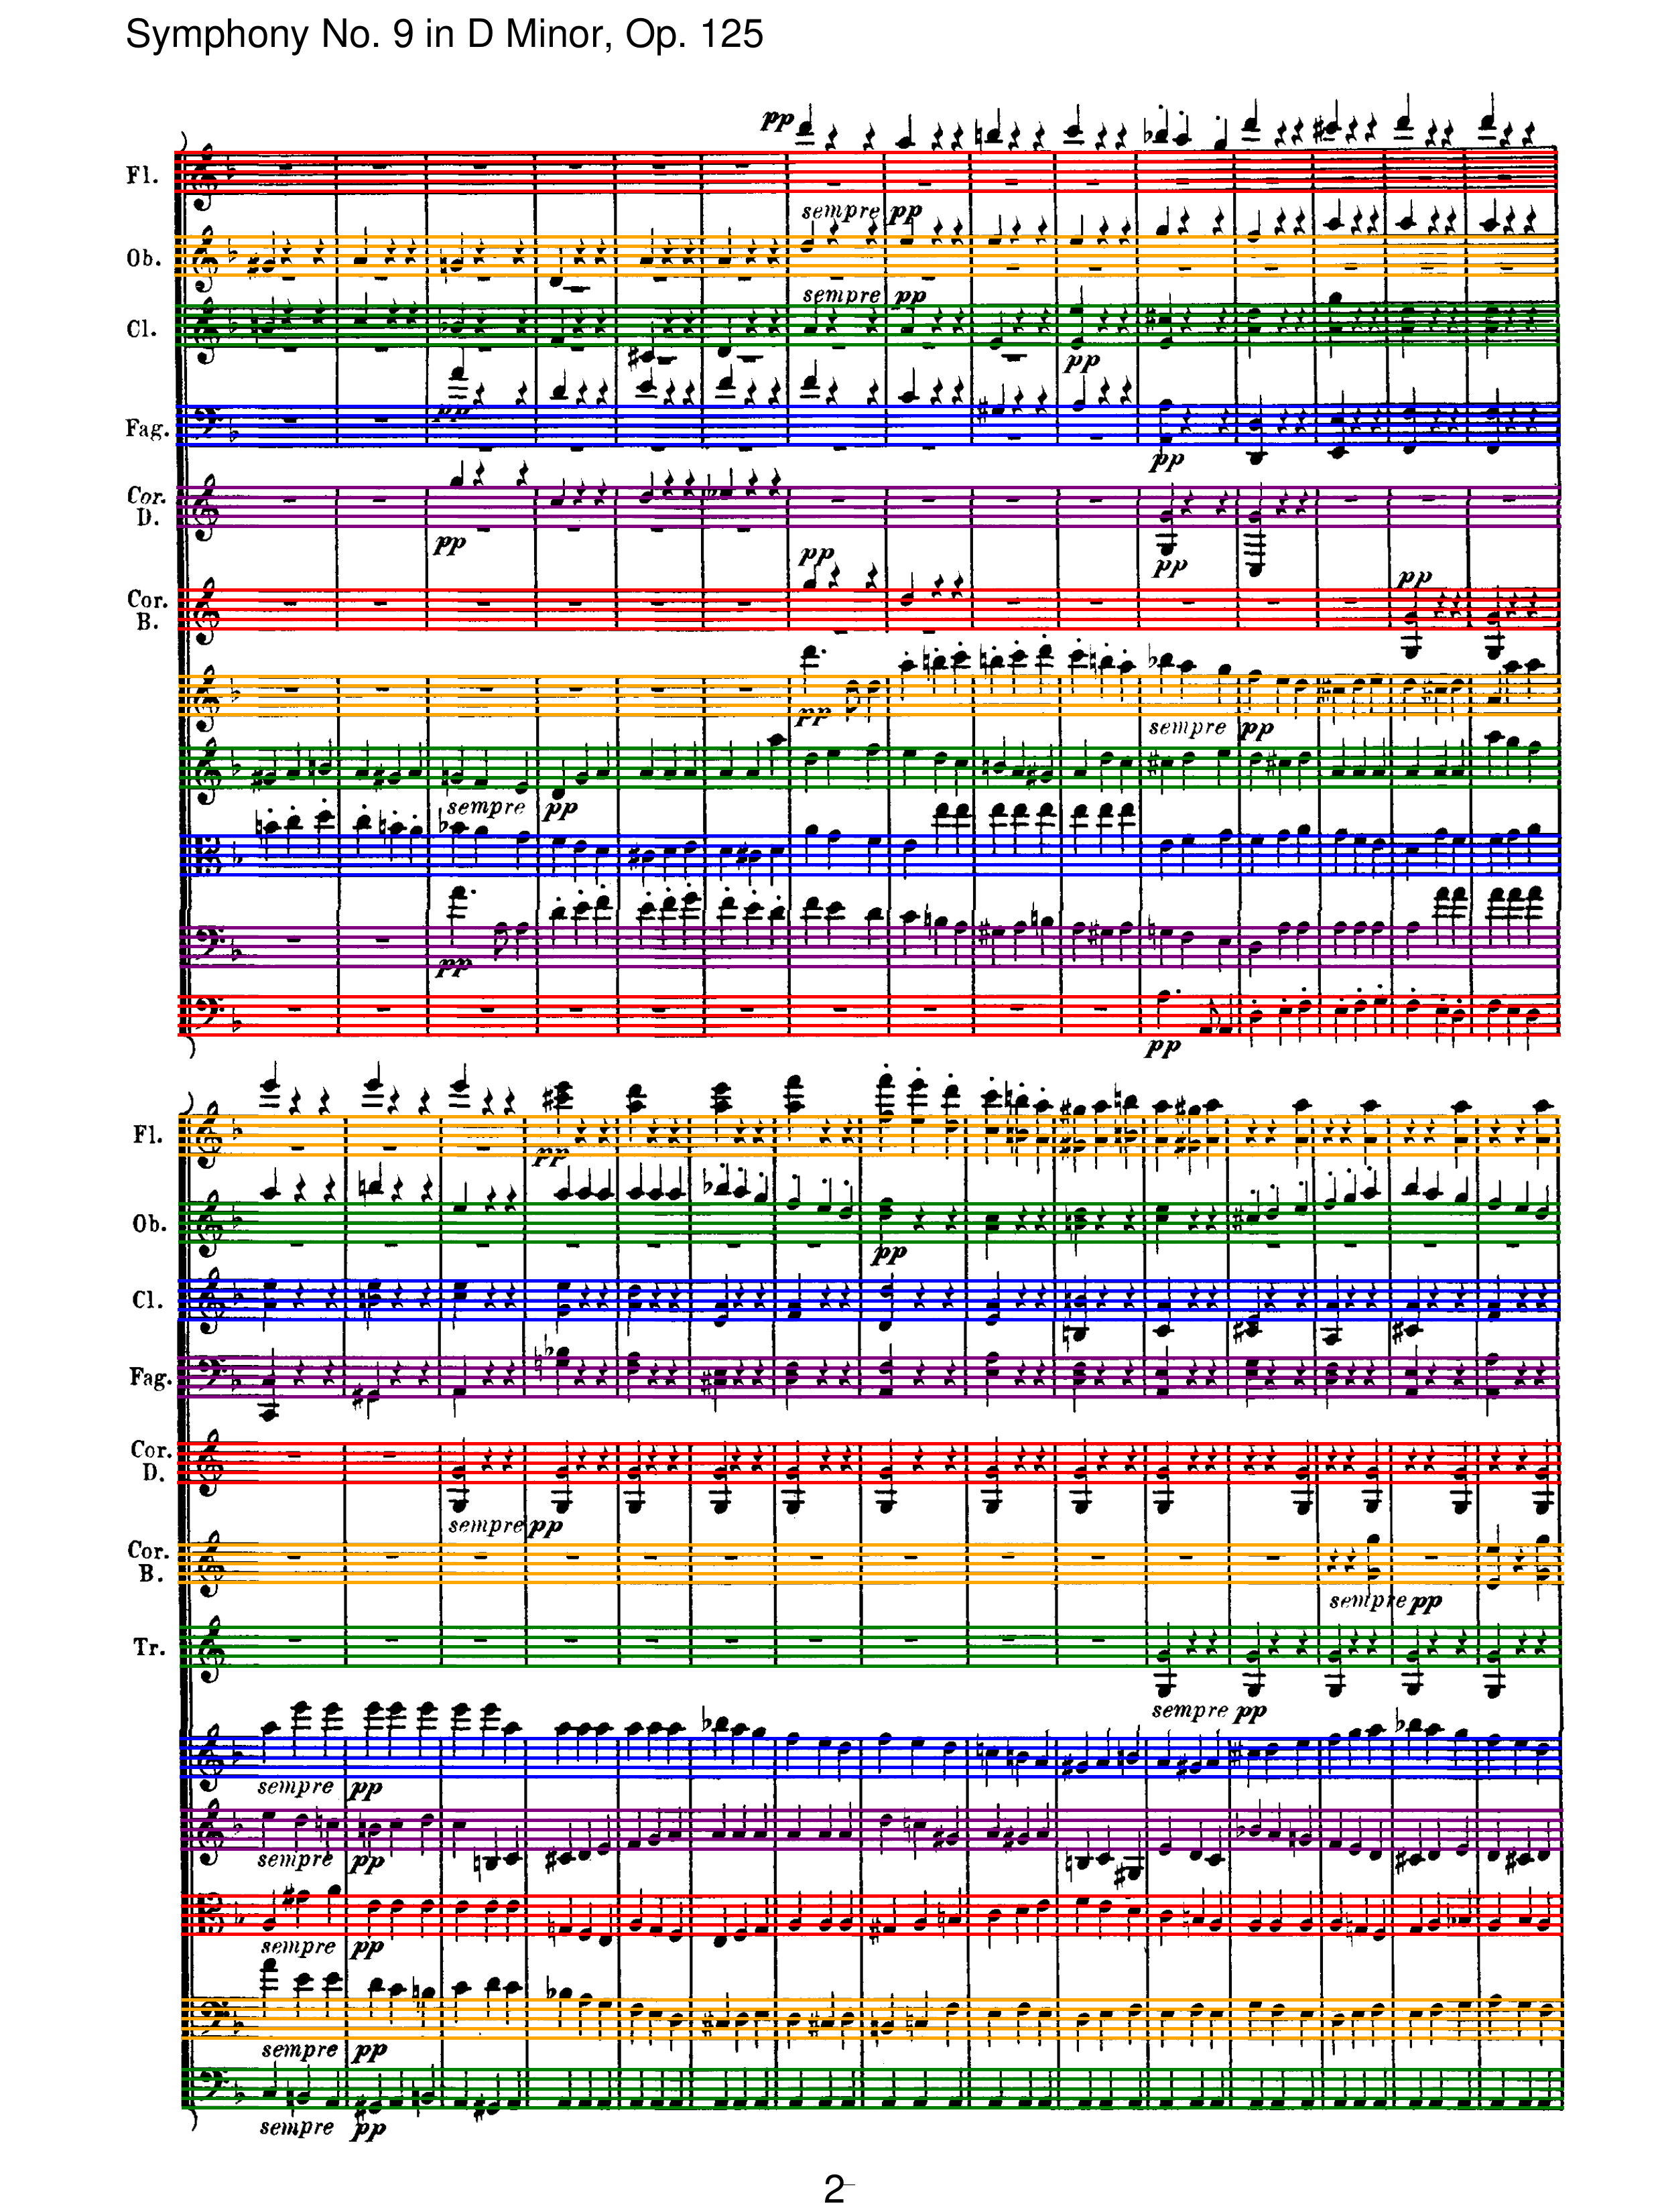 Symphony No. 9 in D Minor, Op. 125
pp
Fl.
sempre pp
Ob.
sempre pp
Cl.
pp
pp
Fag.
pp
Cor.
D.
pp
pp
pp
pp
Cor.
B.
pp
sempre pp
sempre pp
pp
pp
Fl.
pp
Ob.
pp
Cl.
Fag.
Cor.
D.
sempre pp
Cor.
B.
sempre pp
Tr.
sempre pp
sempre pp
sempre pp
sempre pp
sempre pp
sempre pp
2